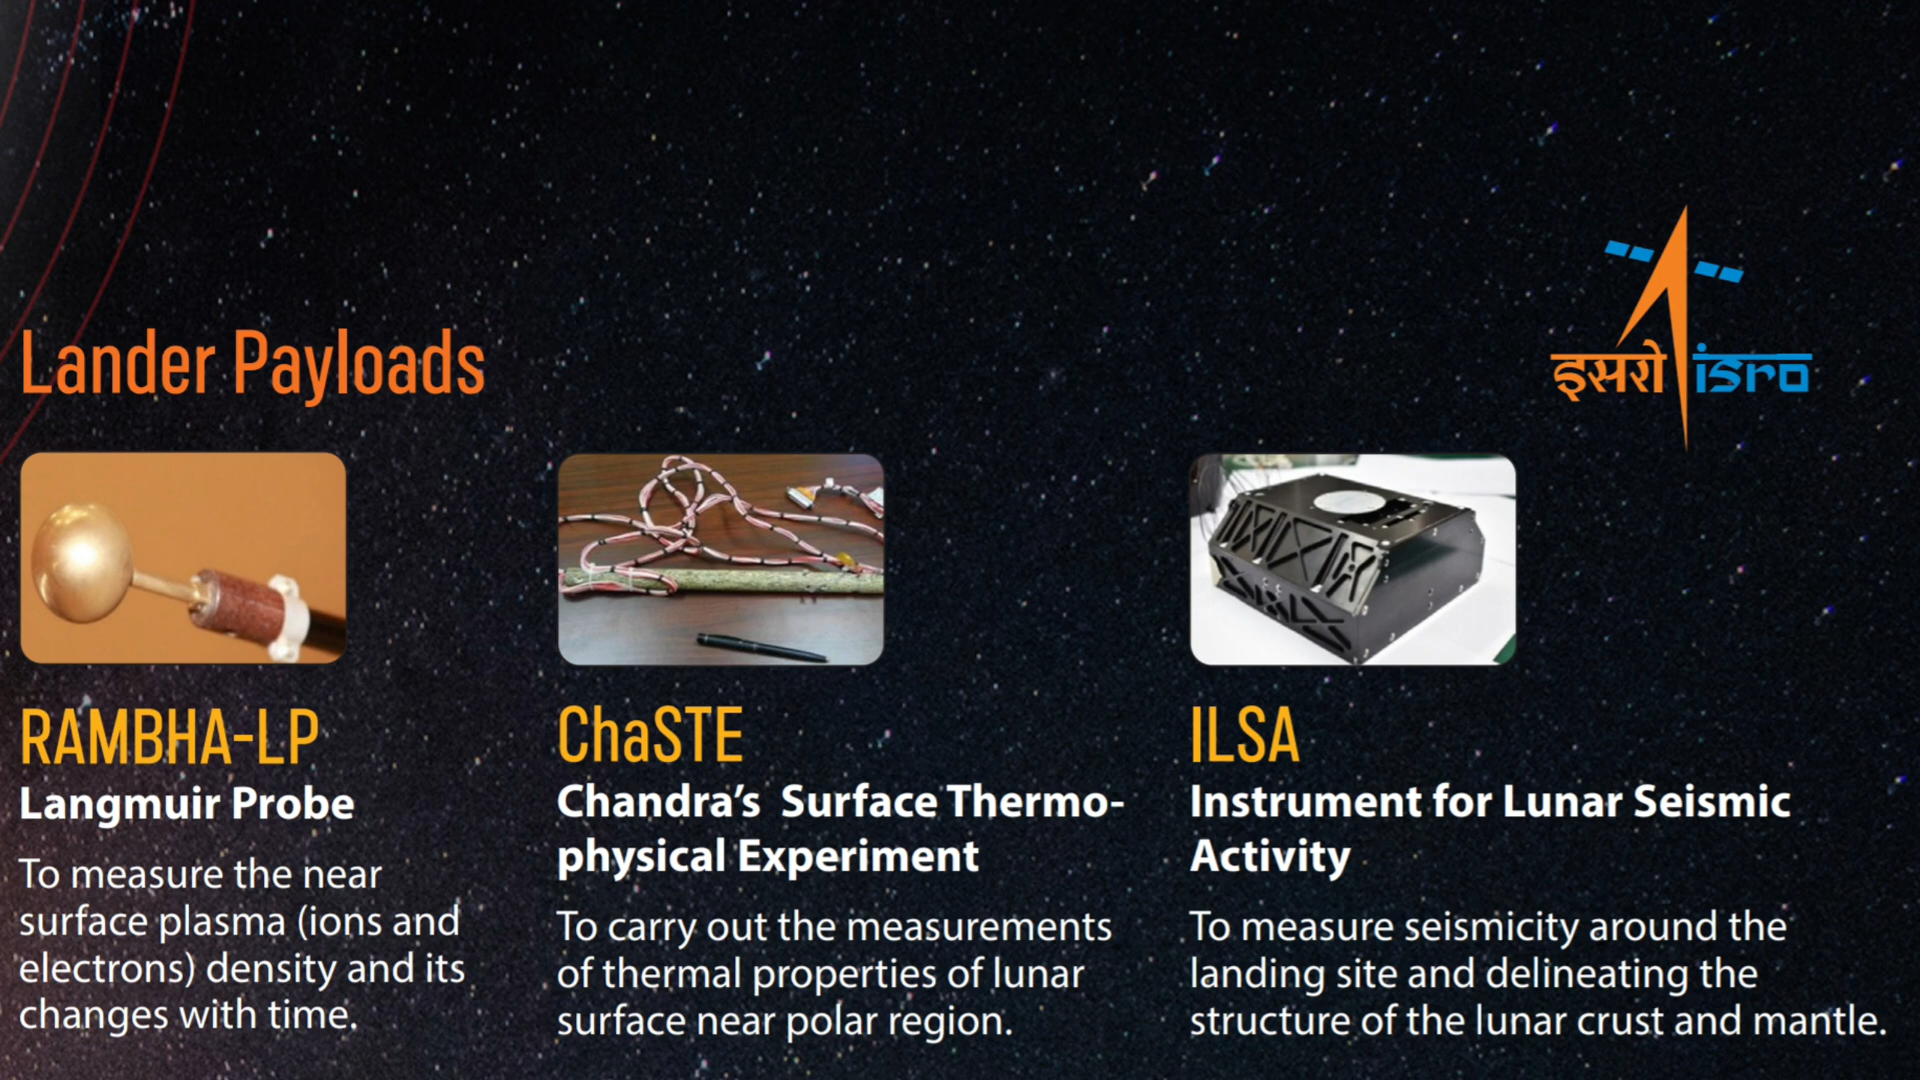 इसरो isro
Lander Payloads
RAMBHA-LP
Langmuir Probe
To measure the near
surface plasma (ions and
electrons) density and its
changes with time.
ChaSTE
Chandra’s Surface Thermo-
physical Experiment
To carry out the measurements
of thermal properties of lunar
surface near polar region.
ILSA
Instrument for Lunar Seismic
Activity
To measure seismicity around the
landing site and delineating the
structure of the lunar crust and mantle.